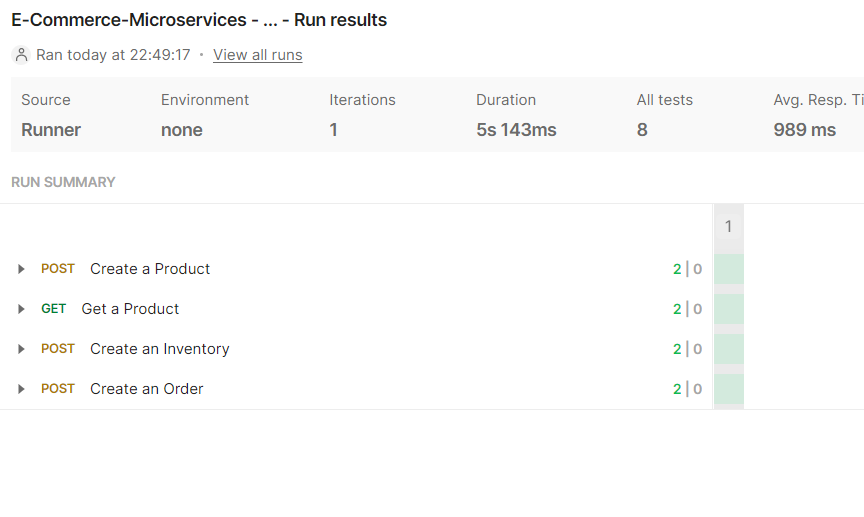 E-Commerce-Microservices - ... - Run results
Ran today at 22:49:17 · View all runs
Source Environment Iterations Duration All tests Avg. Resp. Ti
Runner none 1 5s 143ms 8 989 ms
RUN SUMMARY
1
POST Create a Product 2 | 0
GET Get a Product 2 | 0
POST Create an Inventory 2 | 0
POST Create an Order 2 | 0